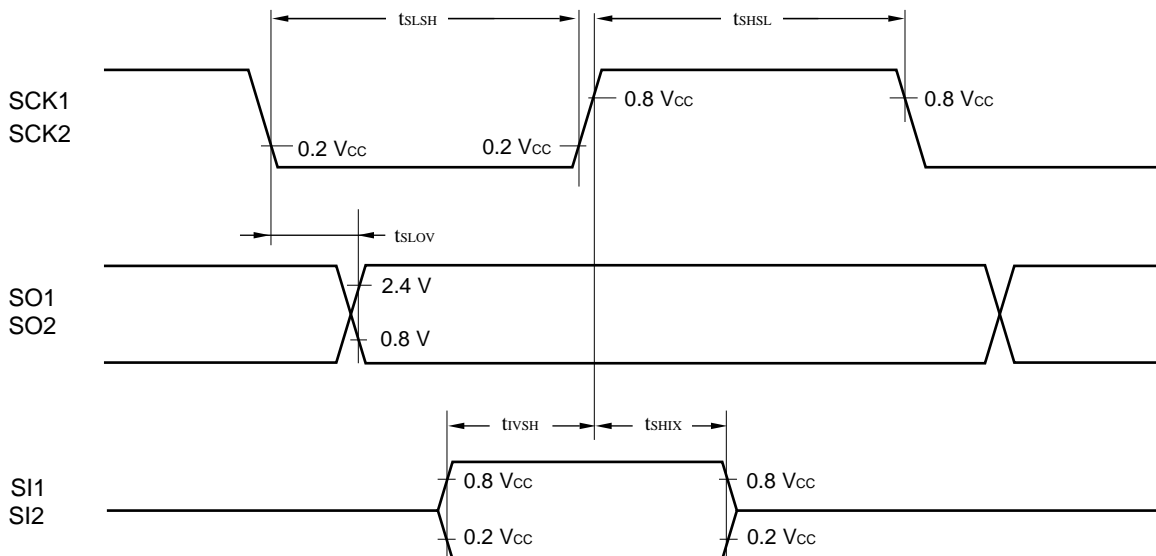 tSLSH
tSHSL
SCK1
SCK2
0.8 VCC
0.8 VCC
0.2 VCC
0.2 VCC
tSLOV
SO1
SO2
2.4 V
0.8 V
tIVSH
tSHIX
SI1
SI2
0.8 VCC
0.8 VCC
0.2 VCC
0.2 VCC